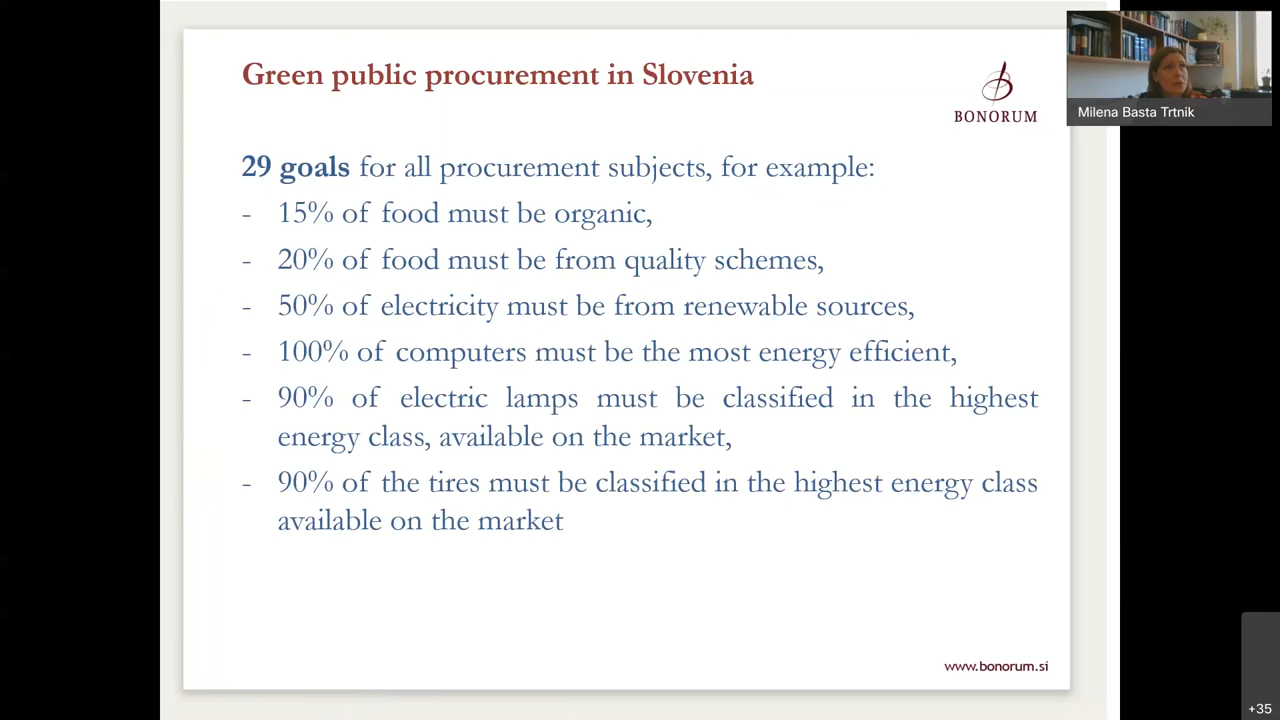 Green public procurement in Slovenia
BONORUM
Milena Basta Trtnik
29 goals for all procurement subjects, for example:
- 15% of food must be organic,
- 20% of food must be from quality schemes,
- 50% of electricity must be from renewable sources,
- 100% of computers must be the most energy efficient,
- 90% of electric lamps must be classified in the highest
energy class, available on the market,
- 90% of the tires must be classified in the highest energy class
available on the market
www.bonorum.si
+35